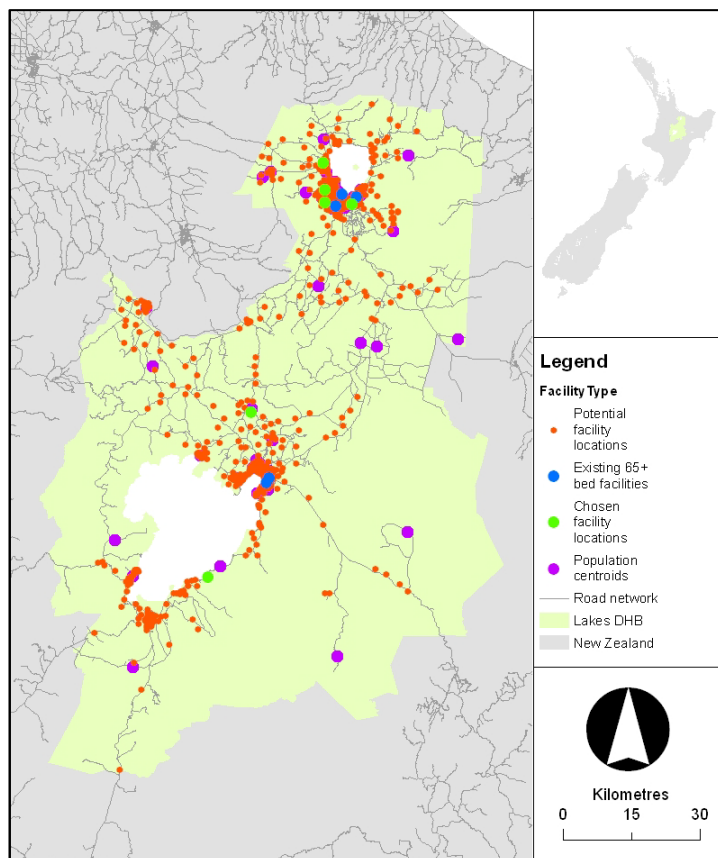 Legend
Facility Type
Potential
facility
locations
Existing 65+
bed facilities
Chosen
facility
locations
Population
centroids
Road network
Lakes DHB
New Zealand
Kilometres
0 15 30